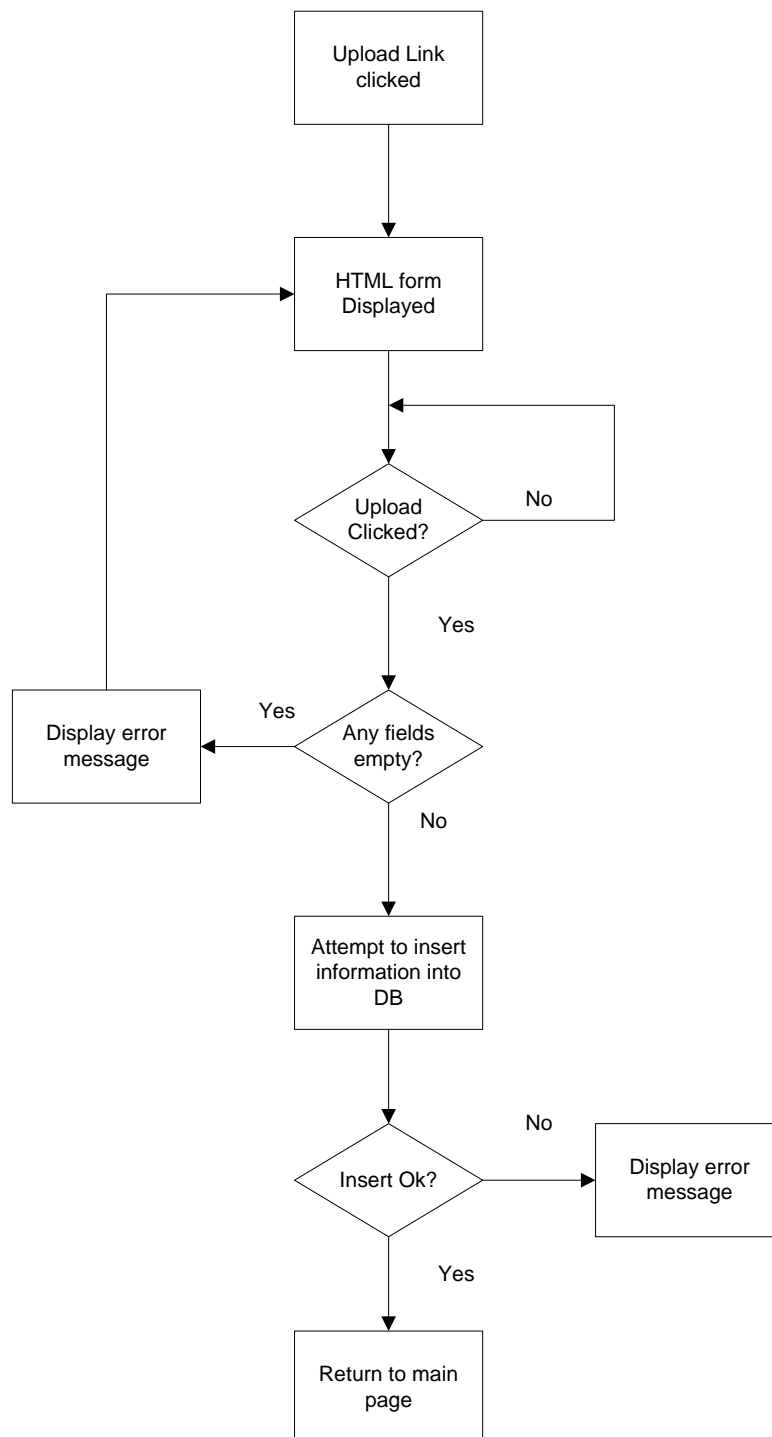 Upload Link
clicked
HTML form
Displayed
Upload
Clicked?
No
Yes
Display error
message
Yes
Any fields
empty?
No
Attempt to insert
information into
DB
Insert Ok?
No
Display error
message
Yes
Return to main
page